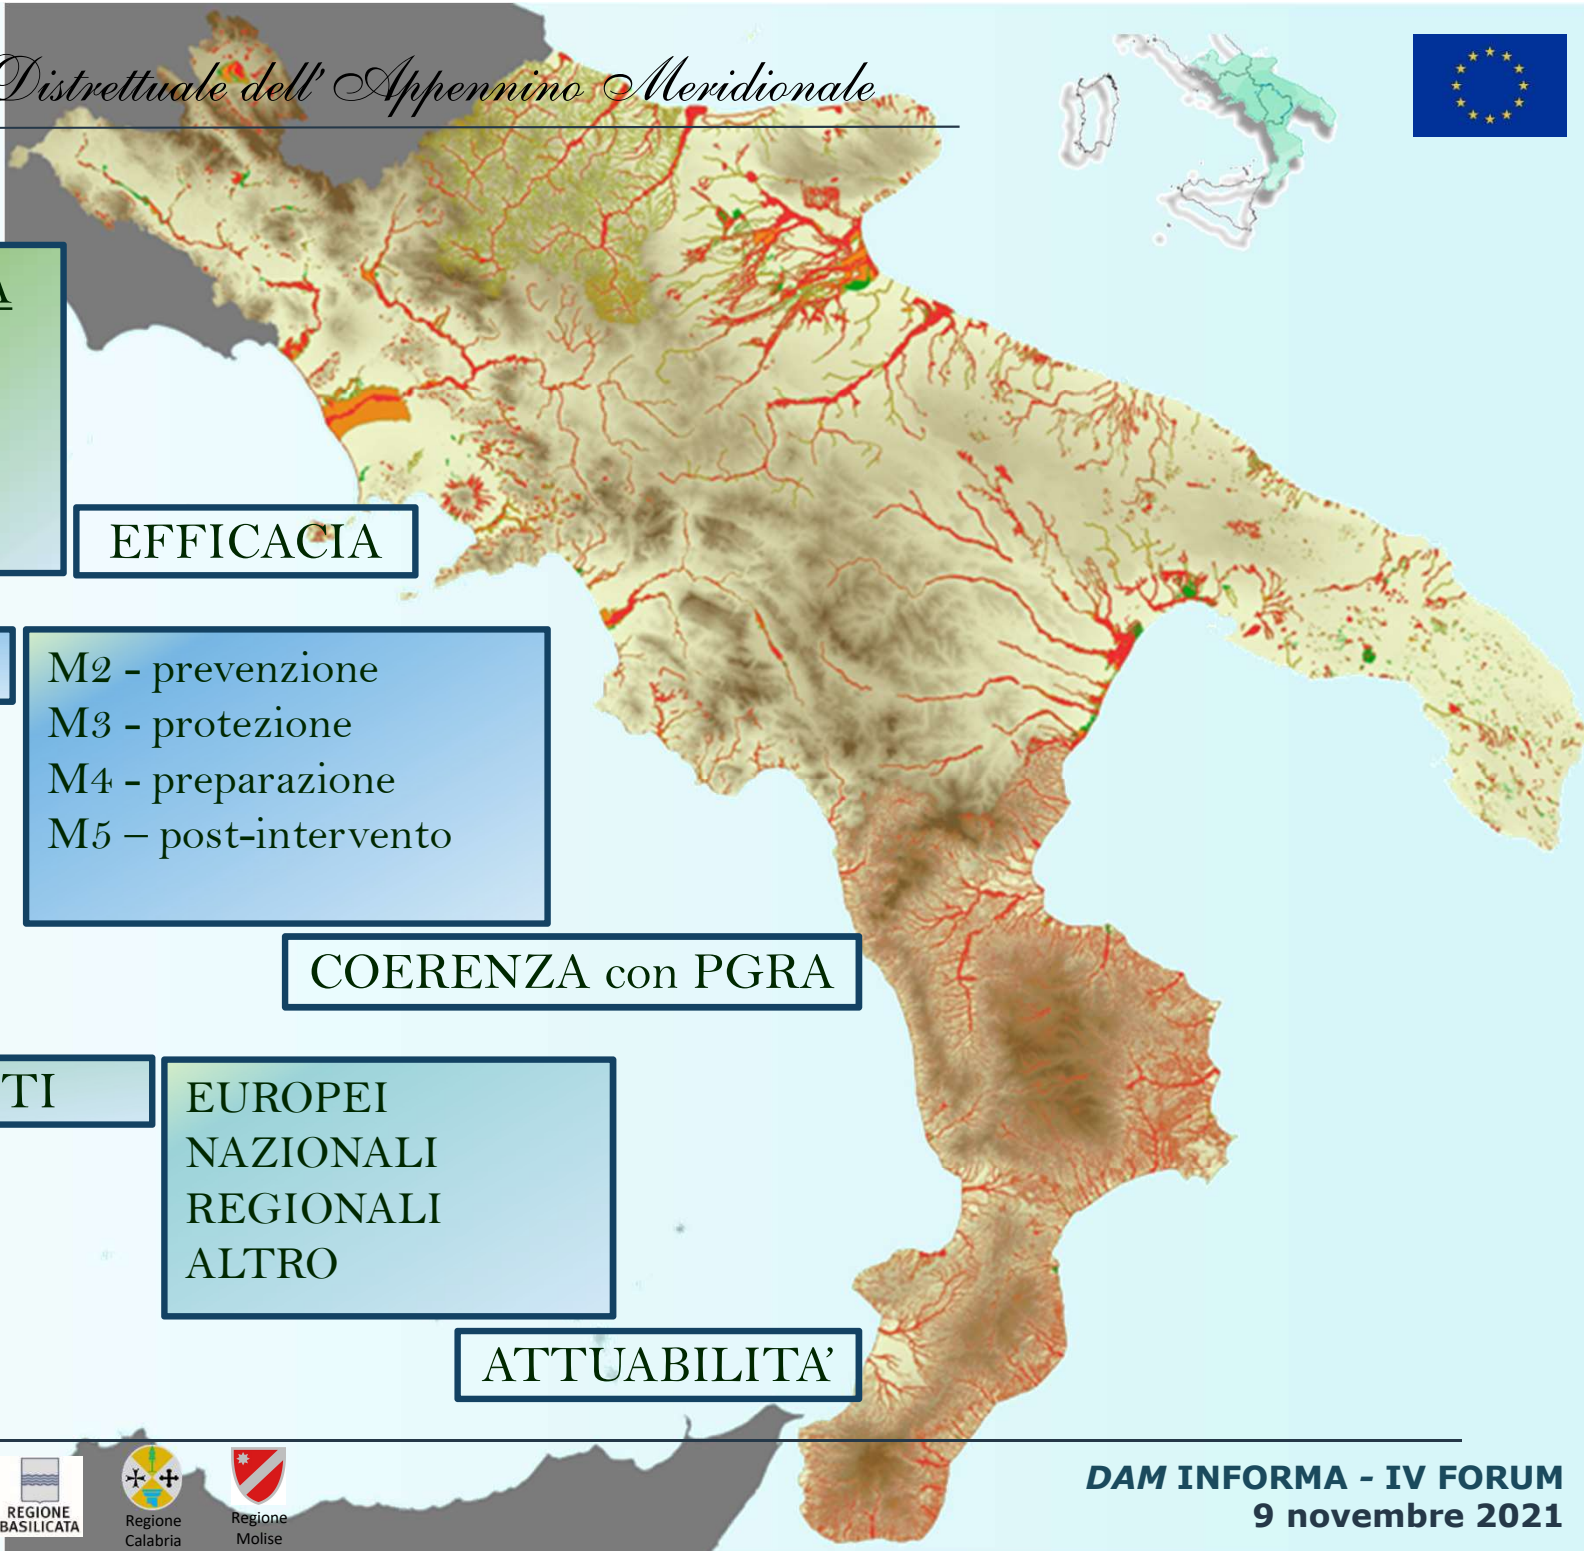 Distrettuale dell' Appennino Meridionale
A
EFFICACIA
M2 - prevenzione
M3 - protezione
M4 - preparazione
M5 – post-intervento
COERENZA con PGRA
TI
EUROPEI
NAZIONALI
REGIONALI
ALTRO
ATTUABILITA'
REGIONE
BASILICATA
Regione
Calabria
Regione
Molise
DAM INFORMA - IV FORUM
9 novembre 2021